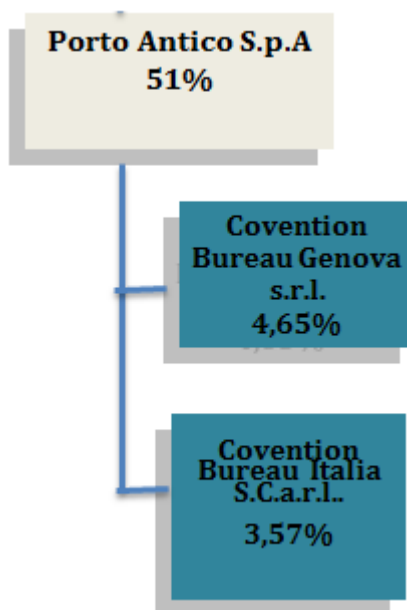 Porto Antico S.p.A
51%
Covention
Bureau Genova
s.r.l.
4,65%
Covention
Bureau Italia
S.C.a.r.l..
3,57%